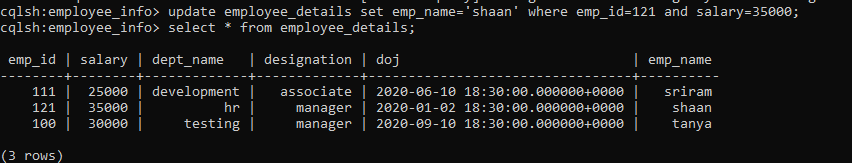 cqlsh:employee_info> update employee_details set emp_name='shaan' where emp_id=121 and salary=35000;
cqlsh:employee_info> select * from employee_details;
emp_id | salary | dept_name | designation | doj | emp_name
--------+--------+-------------+-------------+---------------------------------+----------
111 | 25000 | development | associate | 2020-06-10 18:30:00.000000+0000 | sriram
121 | 35000 | hr | manager | 2020-01-02 18:30:00.000000+0000 | shaan
100 | 30000 | testing | manager | 2020-09-10 18:30:00.000000+0000 | tanya
(3 rows)